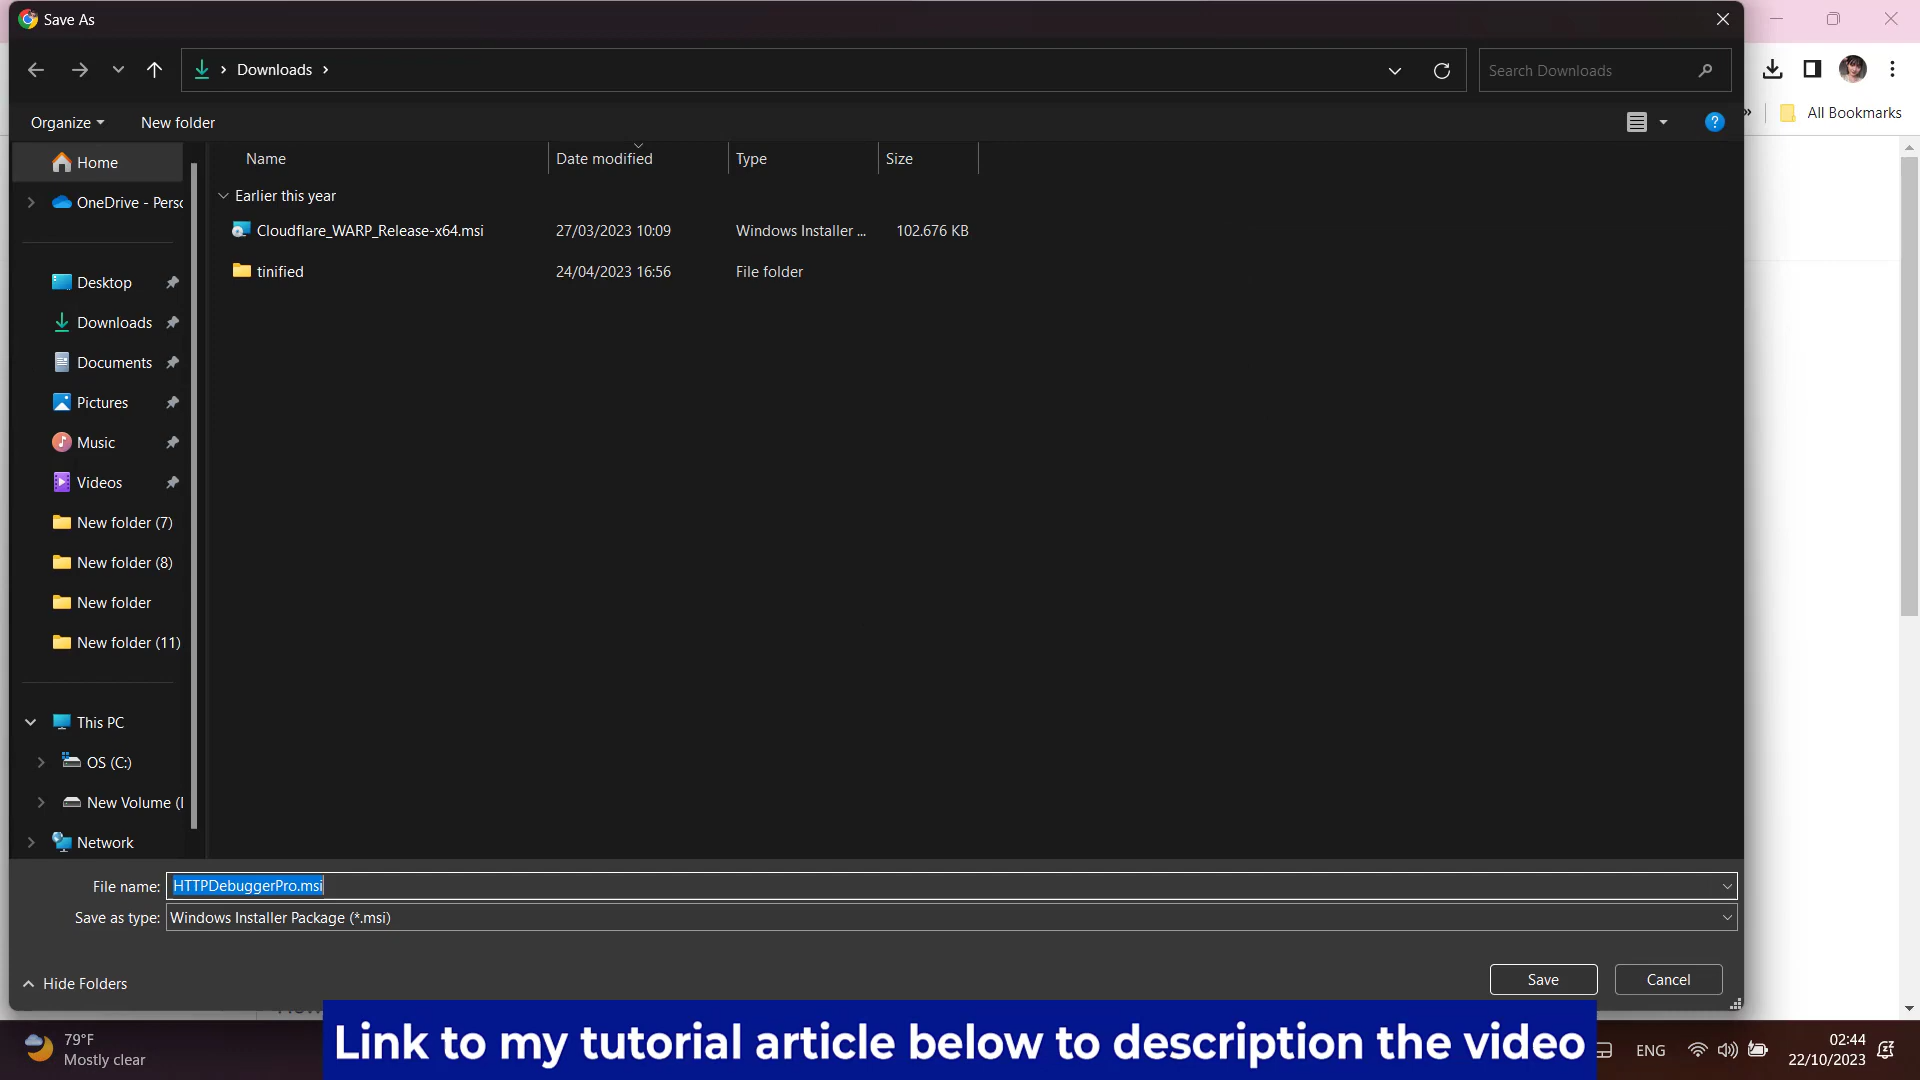 Save As
Downloads
Search Downloads
All Bookmarks
Organize
New folder
Name
Date modified
Type
Size
Home
OneDrive - Perso
Earlier this year
Cloudflare_WARP_Release-x64.msi
27/03/2023 10:09
Windows Installer ...
102.676 KB
tinified
24/04/2023 16:56
File folder
Desktop
Downloads
Documents
Pictures
Music
Videos
New folder (7)
New folder (8)
New folder
New folder (11)
This PC
OS (C:)
New Volume (
Network
File name:
HTTPDebuggerPro.msi
Save as type:
Windows Installer Package (*.msi)
Hide Folders
Save
Cancel
79°F
Mostly clear
Link to my tutorial article below to description the video
ENG
02:44
22/10/2023